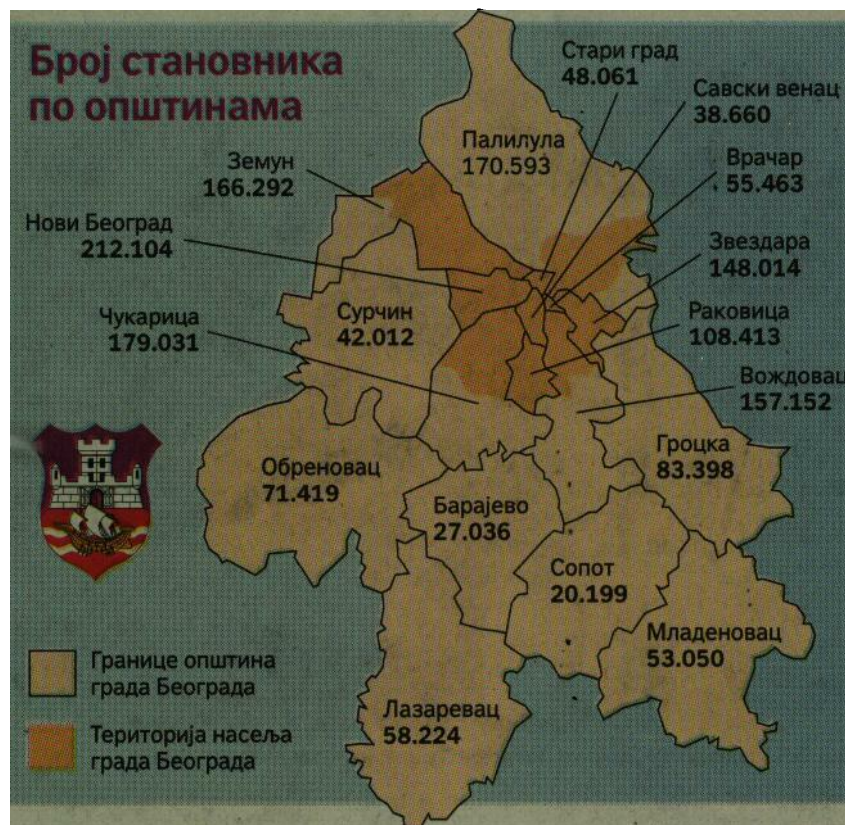 Број становника
по општинама
Стари град
48.061
Савски венац
38.660
Палилула
170.593
Врачар
55.463
Земун
166.292
Нови Београд
212.104
Звездара
148.014
Чукарица
179.031
Сурчин
42.012
Раковица
108.413
Вождовац
157.152
Гроцка
83.398
Обреновац
71.419
Барајево
27.036
Сопот
20.199
Младеновац
53.050
Лазаревац
58.224
Границе општина
града Београда
Територија насеља
града Београда